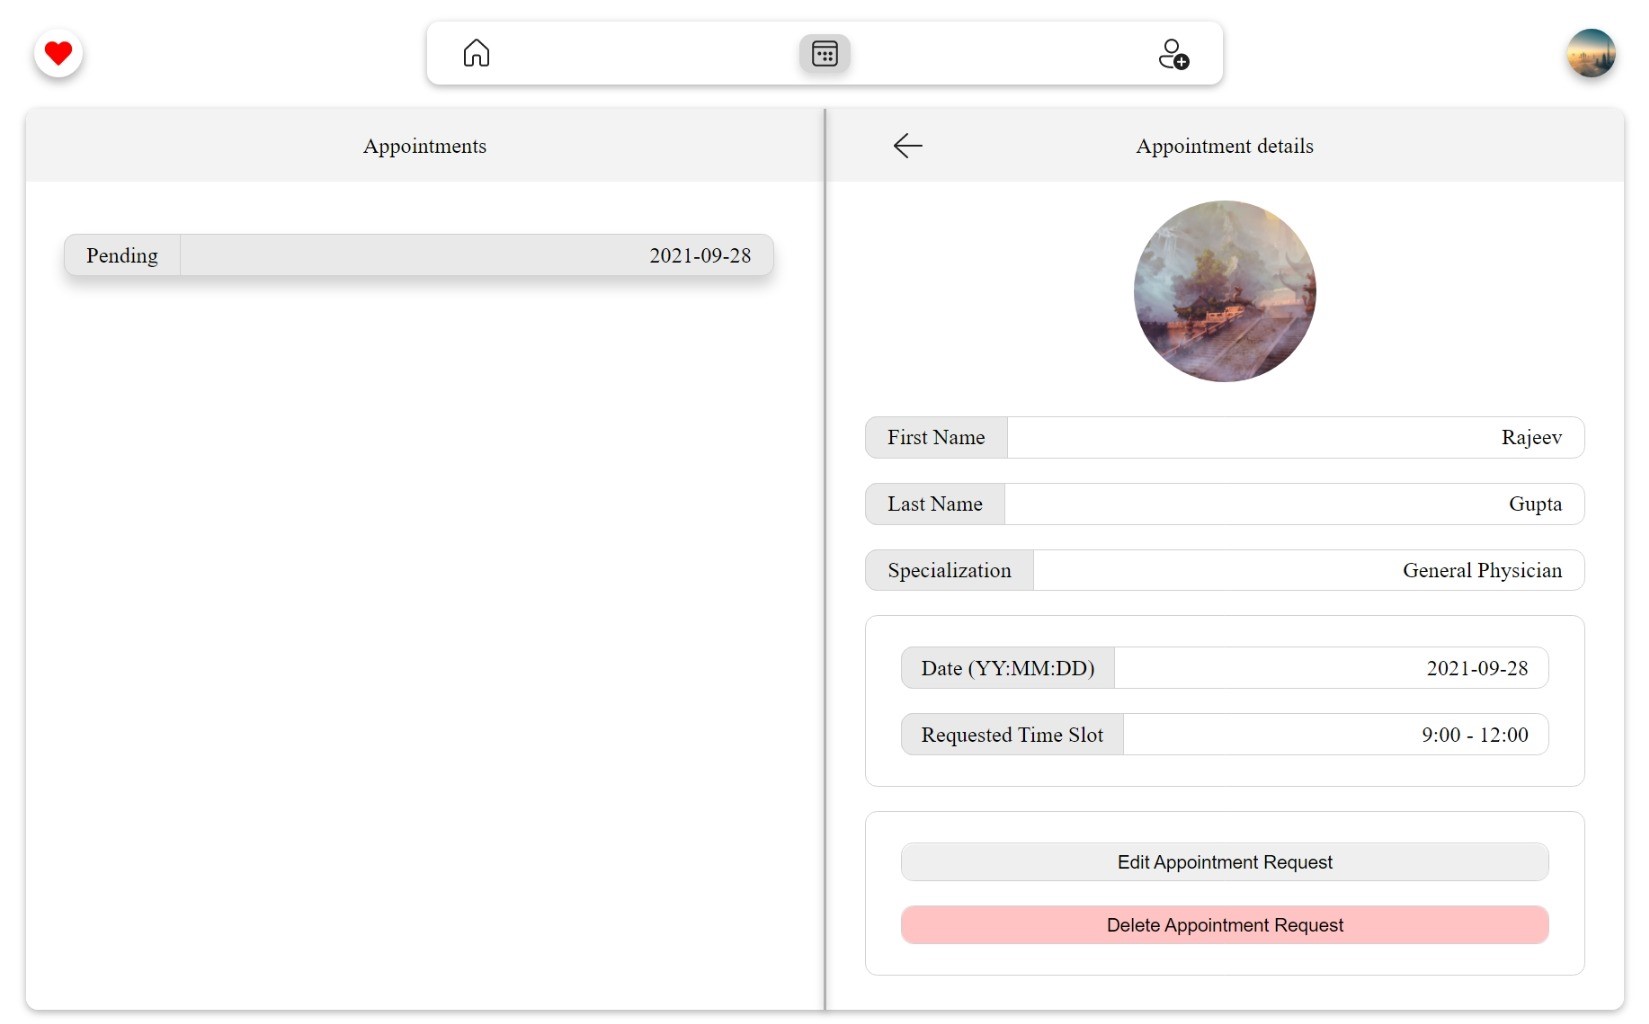 Appointments
Pending 2021-09-28
Appointment details
First Name Rajeev
Last Name Gupta
Specialization General Physician
Date (YY:MM:DD) 2021-09-28
Requested Time Slot 9:00 - 12:00
Edit Appointment Request
Delete Appointment Request